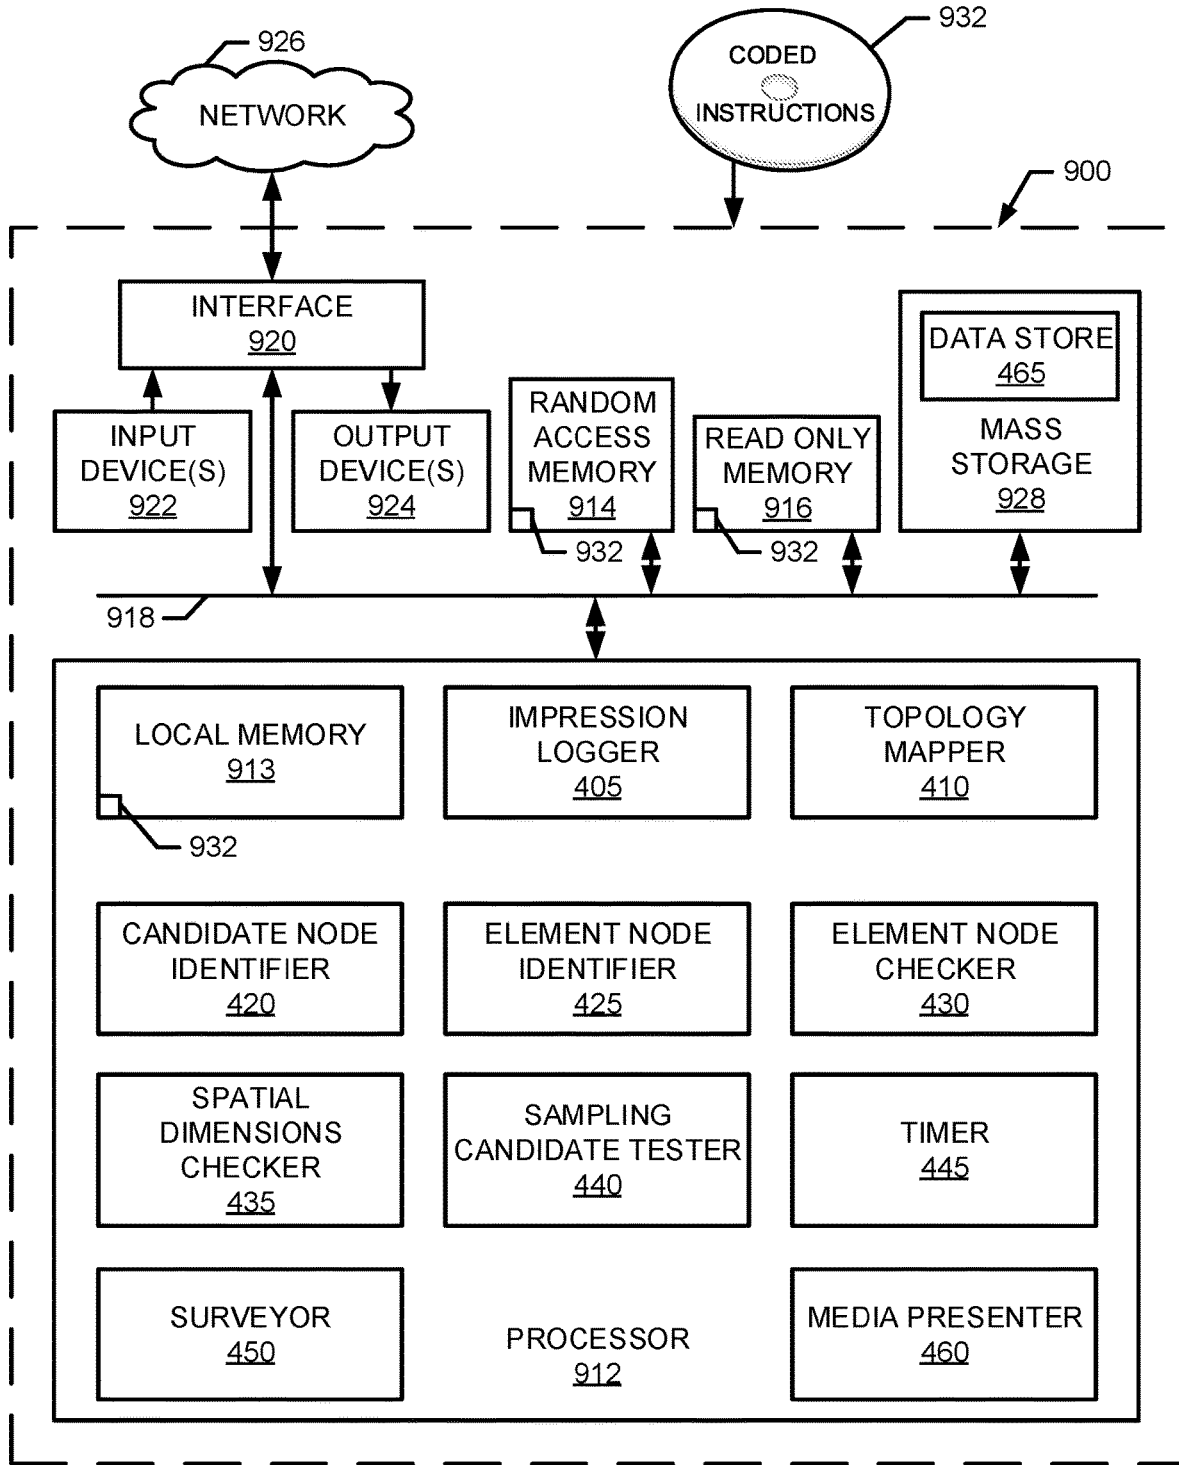 926
NETWORK
932
CODED
INSTRUCTIONS
900
INTERFACE
920
INPUT
DEVICE(S)
922
OUTPUT
DEVICE(S)
924
RANDOM
ACCESS
MEMORY
914
932
READ ONLY
MEMORY
916
932
DATA STORE
465
MASS
STORAGE
928
918
LOCAL MEMORY
913
932
IMPRESSION
LOGGER
405
TOPOLOGY
MAPPER
410
CANDIDATE NODE
IDENTIFIER
420
ELEMENT NODE
IDENTIFIER
425
ELEMENT NODE
CHECKER
430
SPATIAL
DIMENSIONS
CHECKER
435
SAMPLING
CANDIDATE TESTER
440
TIMER
445
SURVEYOR
450
PROCESSOR
912
MEDIA PRESENTER
460